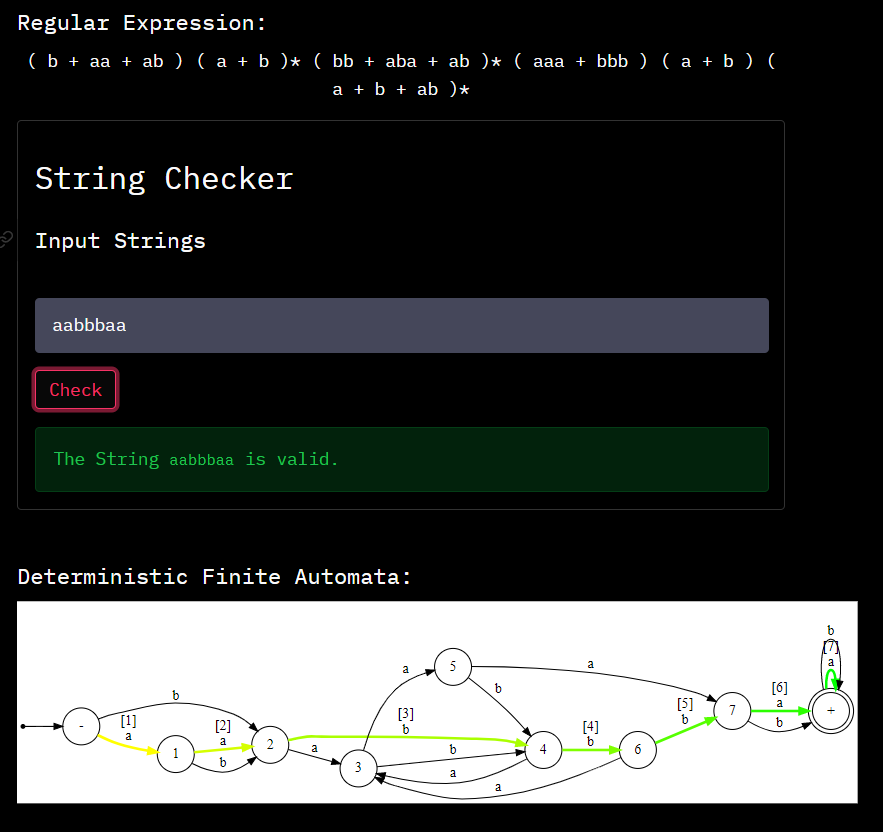 Regular Expression:
( b + aa + ab ) ( a + b )* ( bb + aba + ab )* ( aaa + bbb ) ( a + b ) (
a + b + ab )*
String Checker
Input Strings
aabbbaa
Check
The String aabbbaa is valid.
Deterministic Finite Automata:
b
[7]
a
a
5
a
b
[6]
a
b
[5]
b
7
+
b
[3]
b
[4]
b
-
[1]
a
[2]
a
b
1
2
a
3
b
a
4
6
a